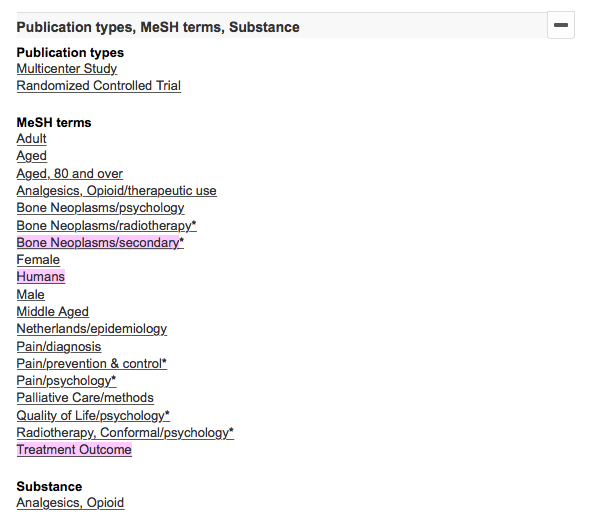 Publication types, MeSH terms, Substance
Publication types
Multicenter Study
Randomized Controlled Trial
MeSH terms
Adult
Aged
Aged, 80 and over
Analgesics, Opioid/therapeutic use
Bone Neoplasms/psychology
Bone Neoplasms/radiotherapy*
Bone Neoplasms/secondary*
Female
Humans
Male
Middle Aged
Netherlands/epidemiology
Pain/diagnosis
Pain/prevention & control*
Pain/psychology*
Palliative Care/methods
Quality of Life/psychology*
Radiotherapy, Conformal/psychology*
Treatment Outcome
Substance
Analgesics, Opioid